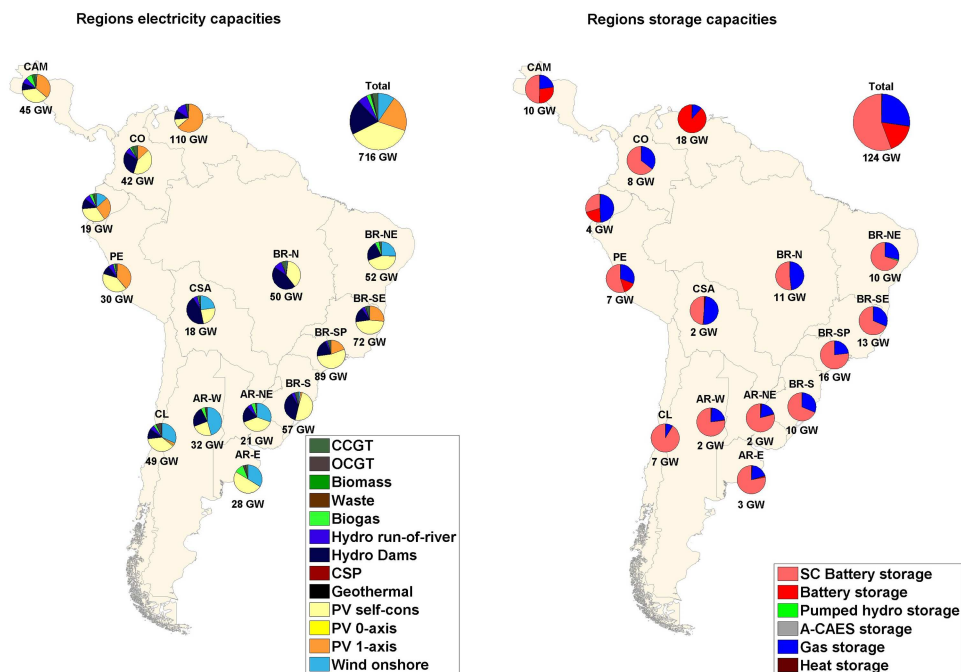 Regions electricity capacities
CAM
45 GW
Total
716 GW
110 GW
CO
42 GW
19 GW
PE
30 GW
BR-NE
52 GW
BR-N
50 GW
CSA
18 GW
BR-SE
72 GW
BR-SP
89 GW
BR-S
57 GW
AR-NE
21 GW
AR-W
32 GW
CL
49 GW
AR-E
28 GW
CCGT
OCGT
Biomass
Waste
Biogas
Hydro run-of-river
Hydro Dams
CSP
Geothermal
PV self-cons
PV 0-axis
PV 1-axis
Wind onshore
Regions storage capacities
CAM
10 GW
Total
124 GW
18 GW
CO
8 GW
4 GW
PE
7 GW
BR-NE
10 GW
BR-N
11 GW
CSA
2 GW
BR-SE
13 GW
BR-SP
16 GW
BR-S
10 GW
AR-NE
2 GW
AR-W
2 GW
CL
7 GW
AR-E
3 GW
SC Battery storage
Battery storage
Pumped hydro storage
A-CAES storage
Gas storage
Heat storage